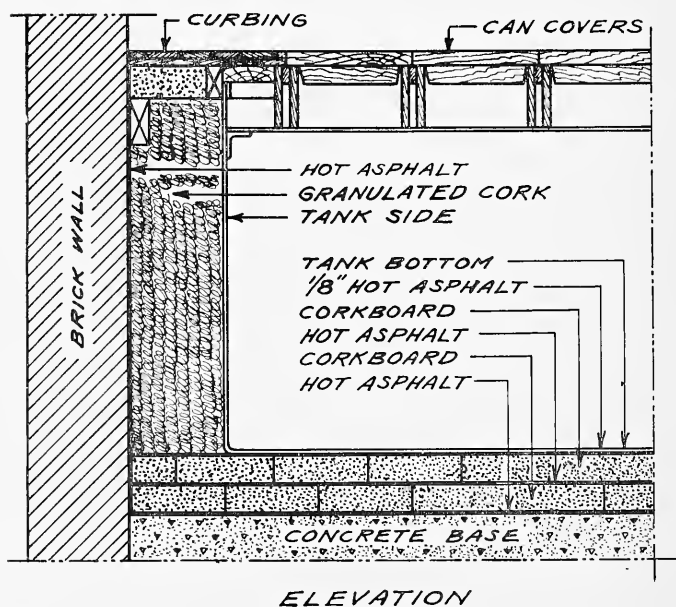 CURBING
CAN COVERS
HOT ASPHALT
GRANULATED CORK
TANK SIDE
BRICK WALL
TANK BOTTOM
1/8" HOT ASPHALT
CORKBOARD
HOT ASPHALT
CORKBOARD
HOT ASPHALT
CONCRETE BASE
ELEVATION